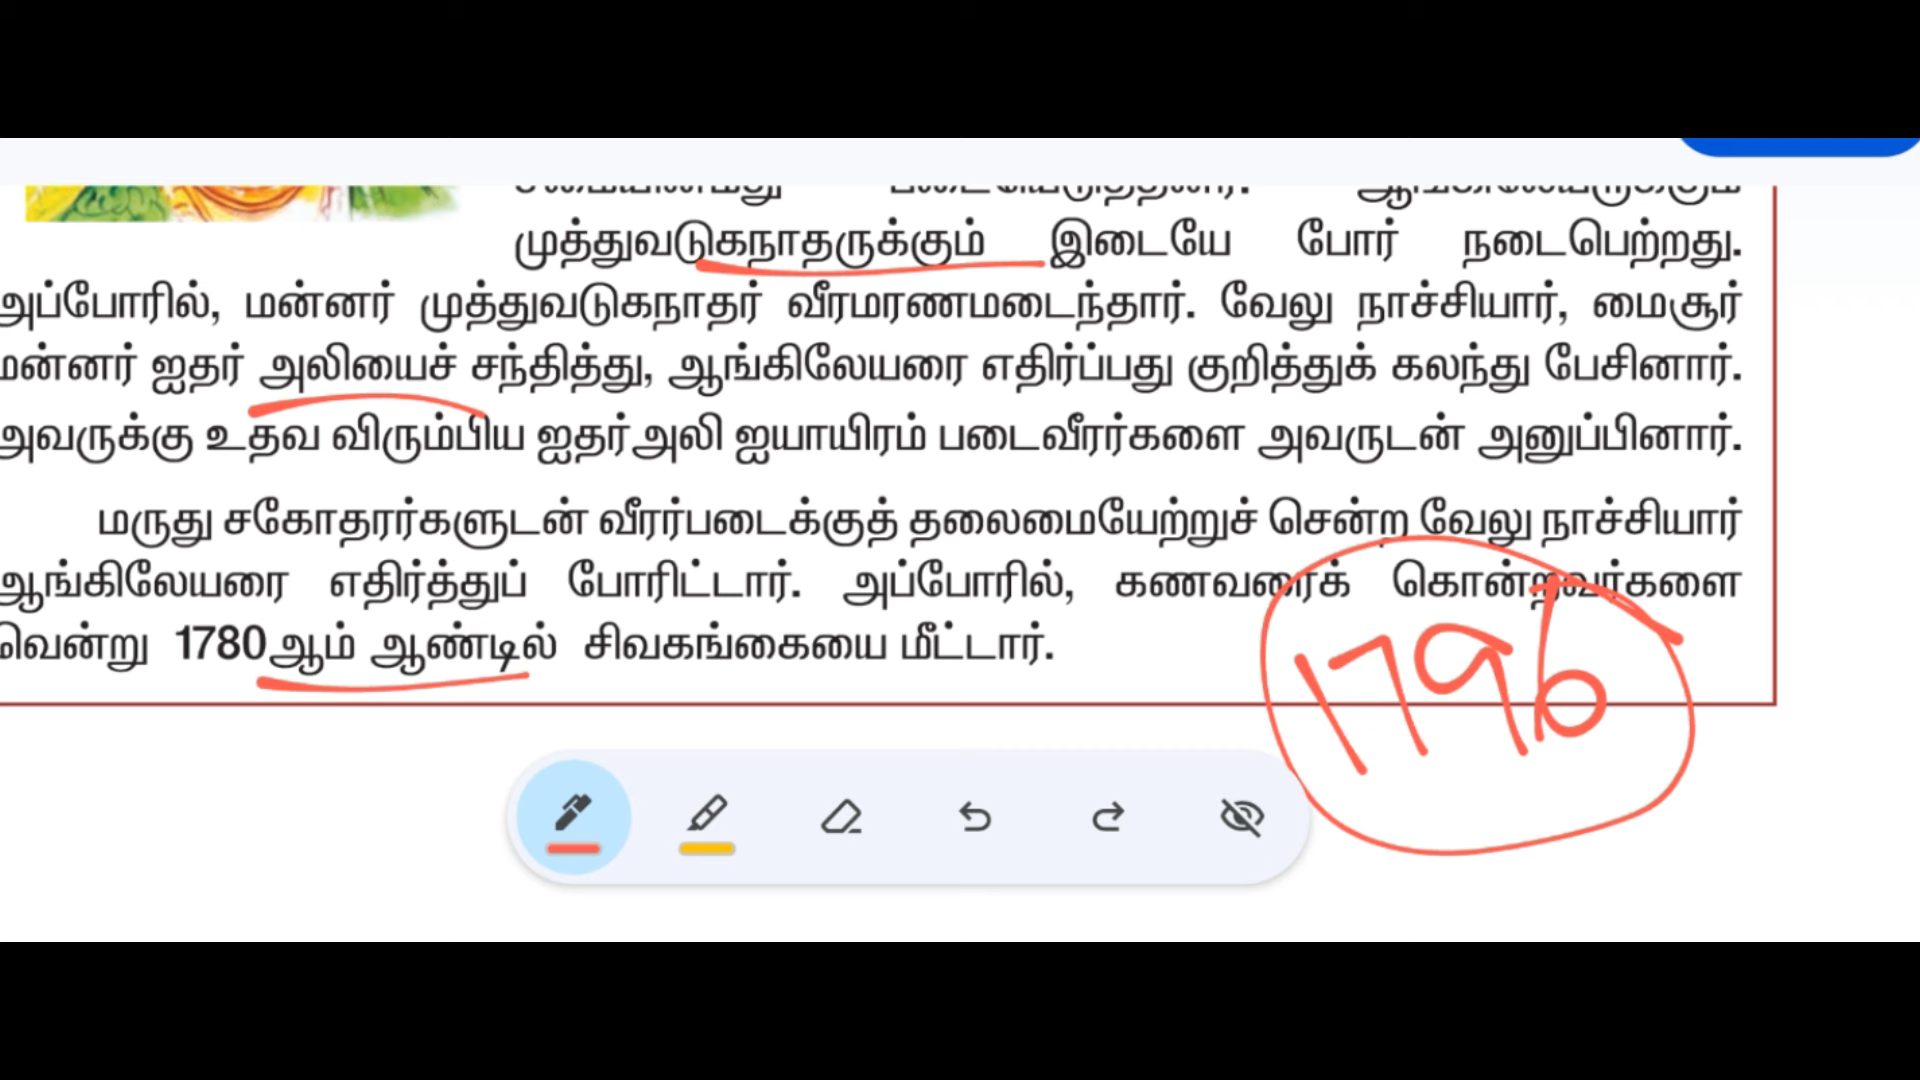 முத்துவடுகநாதருக்கும் இடையே போர் நடைபெற்றது.
அப்போரில், மன்னர் முத்துவடுகநாதர் வீரமரணமடைந்தார். வேலு நாச்சியார், மைசூர்
மன்னர் ஐதர் அலியைச் சந்தித்து, ஆங்கிலேயரை எதிர்ப்பது குறித்துக் கலந்து பேசினார்.
அவருக்கு உதவ விரும்பிய ஐதர்அலி ஐயாயிரம் படைவீரர்களை அவருடன் அனுப்பினார்.
மருது சகோதரர்களுடன் வீரர்படைக்குத் தலைமையேற்றுச் சென்ற வேலு நாச்சியார்
ஆங்கிலேயரை எதிர்த்துப் போரிட்டார். அப்போரில், கணவரைக் கொன்றவர்களை
வென்று 1780ஆம் ஆண்டில் சிவகங்கையை மீட்டார்.
1796